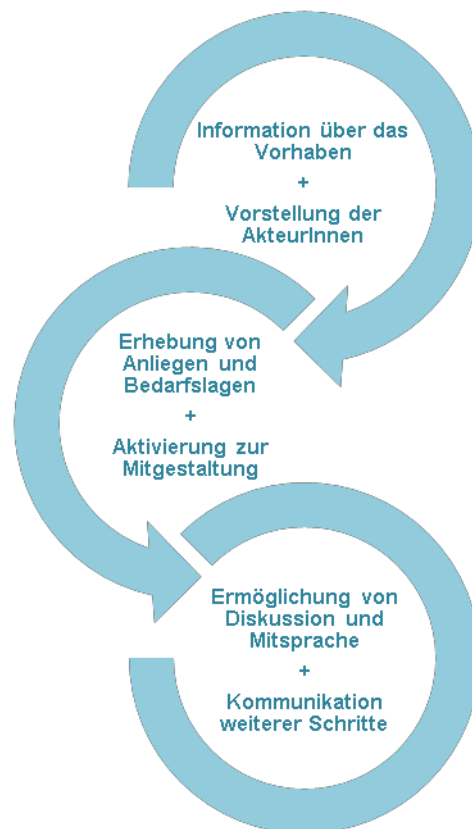 Information über das
Vorhaben
+
Vorstellung der
AkteurInnen
Erhebung von
Anliegen und
Bedarfslagen
+
Aktivierung zur
Mitgestaltung
Ermöglichung von
Diskussion und
Mitsprache
+
Kommunikation
weiterer Schritte